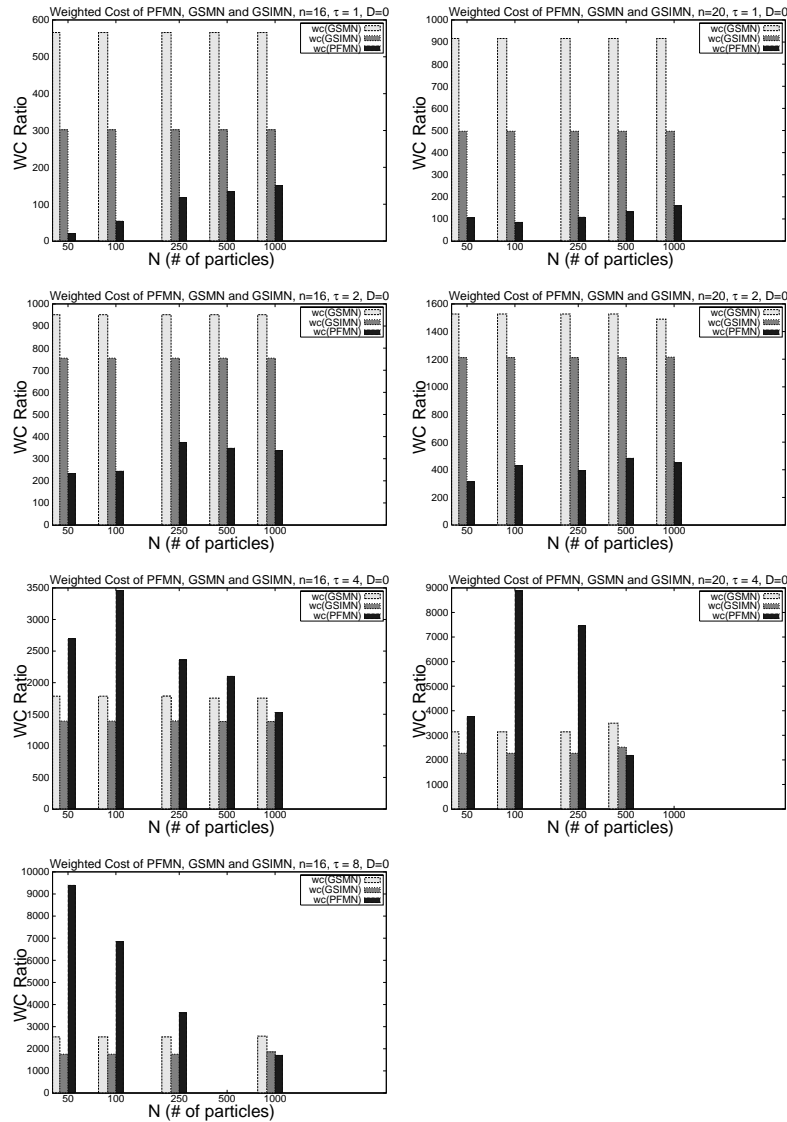 Weighted Cost of PFMN, GSMN and GSIMN, n=16, τ = 1, D=0
wc(GSMN)
wc(GSIMN)
wc(PFMN)
WC Ratio
600
500
400
300
200
100
0
50 100 250 500 1000
N (# of particles)
Weighted Cost of PFMN, GSMN and GSIMN, n=20, τ = 1, D=0
wc(GSMN)
wc(GSIMN)
wc(PFMN)
WC Ratio
1000
900
800
700
600
500
400
300
200
100
0
50 100 250 500 1000
N (# of particles)
Weighted Cost of PFMN, GSMN and GSIMN, n=16, τ = 2, D=0
wc(GSMN)
wc(GSIMN)
wc(PFMN)
WC Ratio
1000
900
800
700
600
500
400
300
200
100
0
50 100 250 500 1000
N (# of particles)
Weighted Cost of PFMN, GSMN and GSIMN, n=20, τ = 2, D=0
wc(GSMN)
wc(GSIMN)
wc(PFMN)
WC Ratio
1600
1400
1200
1000
800
600
400
200
0
50 100 250 500 1000
N (# of particles)
Weighted Cost of PFMN, GSMN and GSIMN, n=16, τ = 4, D=0
wc(GSMN)
wc(GSIMN)
wc(PFMN)
WC Ratio
3500
3000
2500
2000
1500
1000
500
0
50 100 250 500 1000
N (# of particles)
Weighted Cost of PFMN, GSMN and GSIMN, n=20, τ = 4, D=0
wc(GSMN)
wc(GSIMN)
wc(PFMN)
WC Ratio
9000
8000
7000
6000
5000
4000
3000
2000
1000
0
50 100 250 500 1000
N (# of particles)
Weighted Cost of PFMN, GSMN and GSIMN, n=16, τ = 8, D=0
wc(GSMN)
wc(GSIMN)
wc(PFMN)
WC Ratio
10000
9000
8000
7000
6000
5000
4000
3000
2000
1000
0
50 100 250 500 1000
N (# of particles)